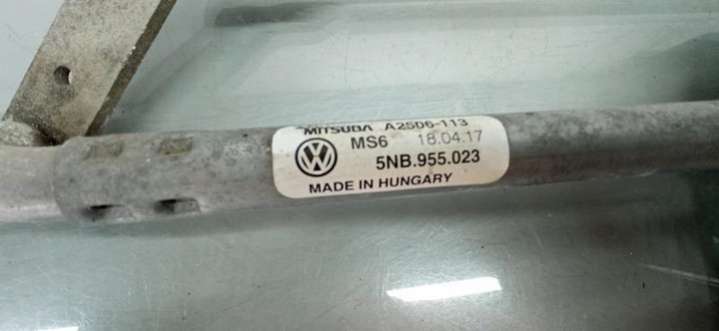 MITSUBA A2506-113
MS6 18.04.17
5NB.955.023
MADE IN HUNGARY